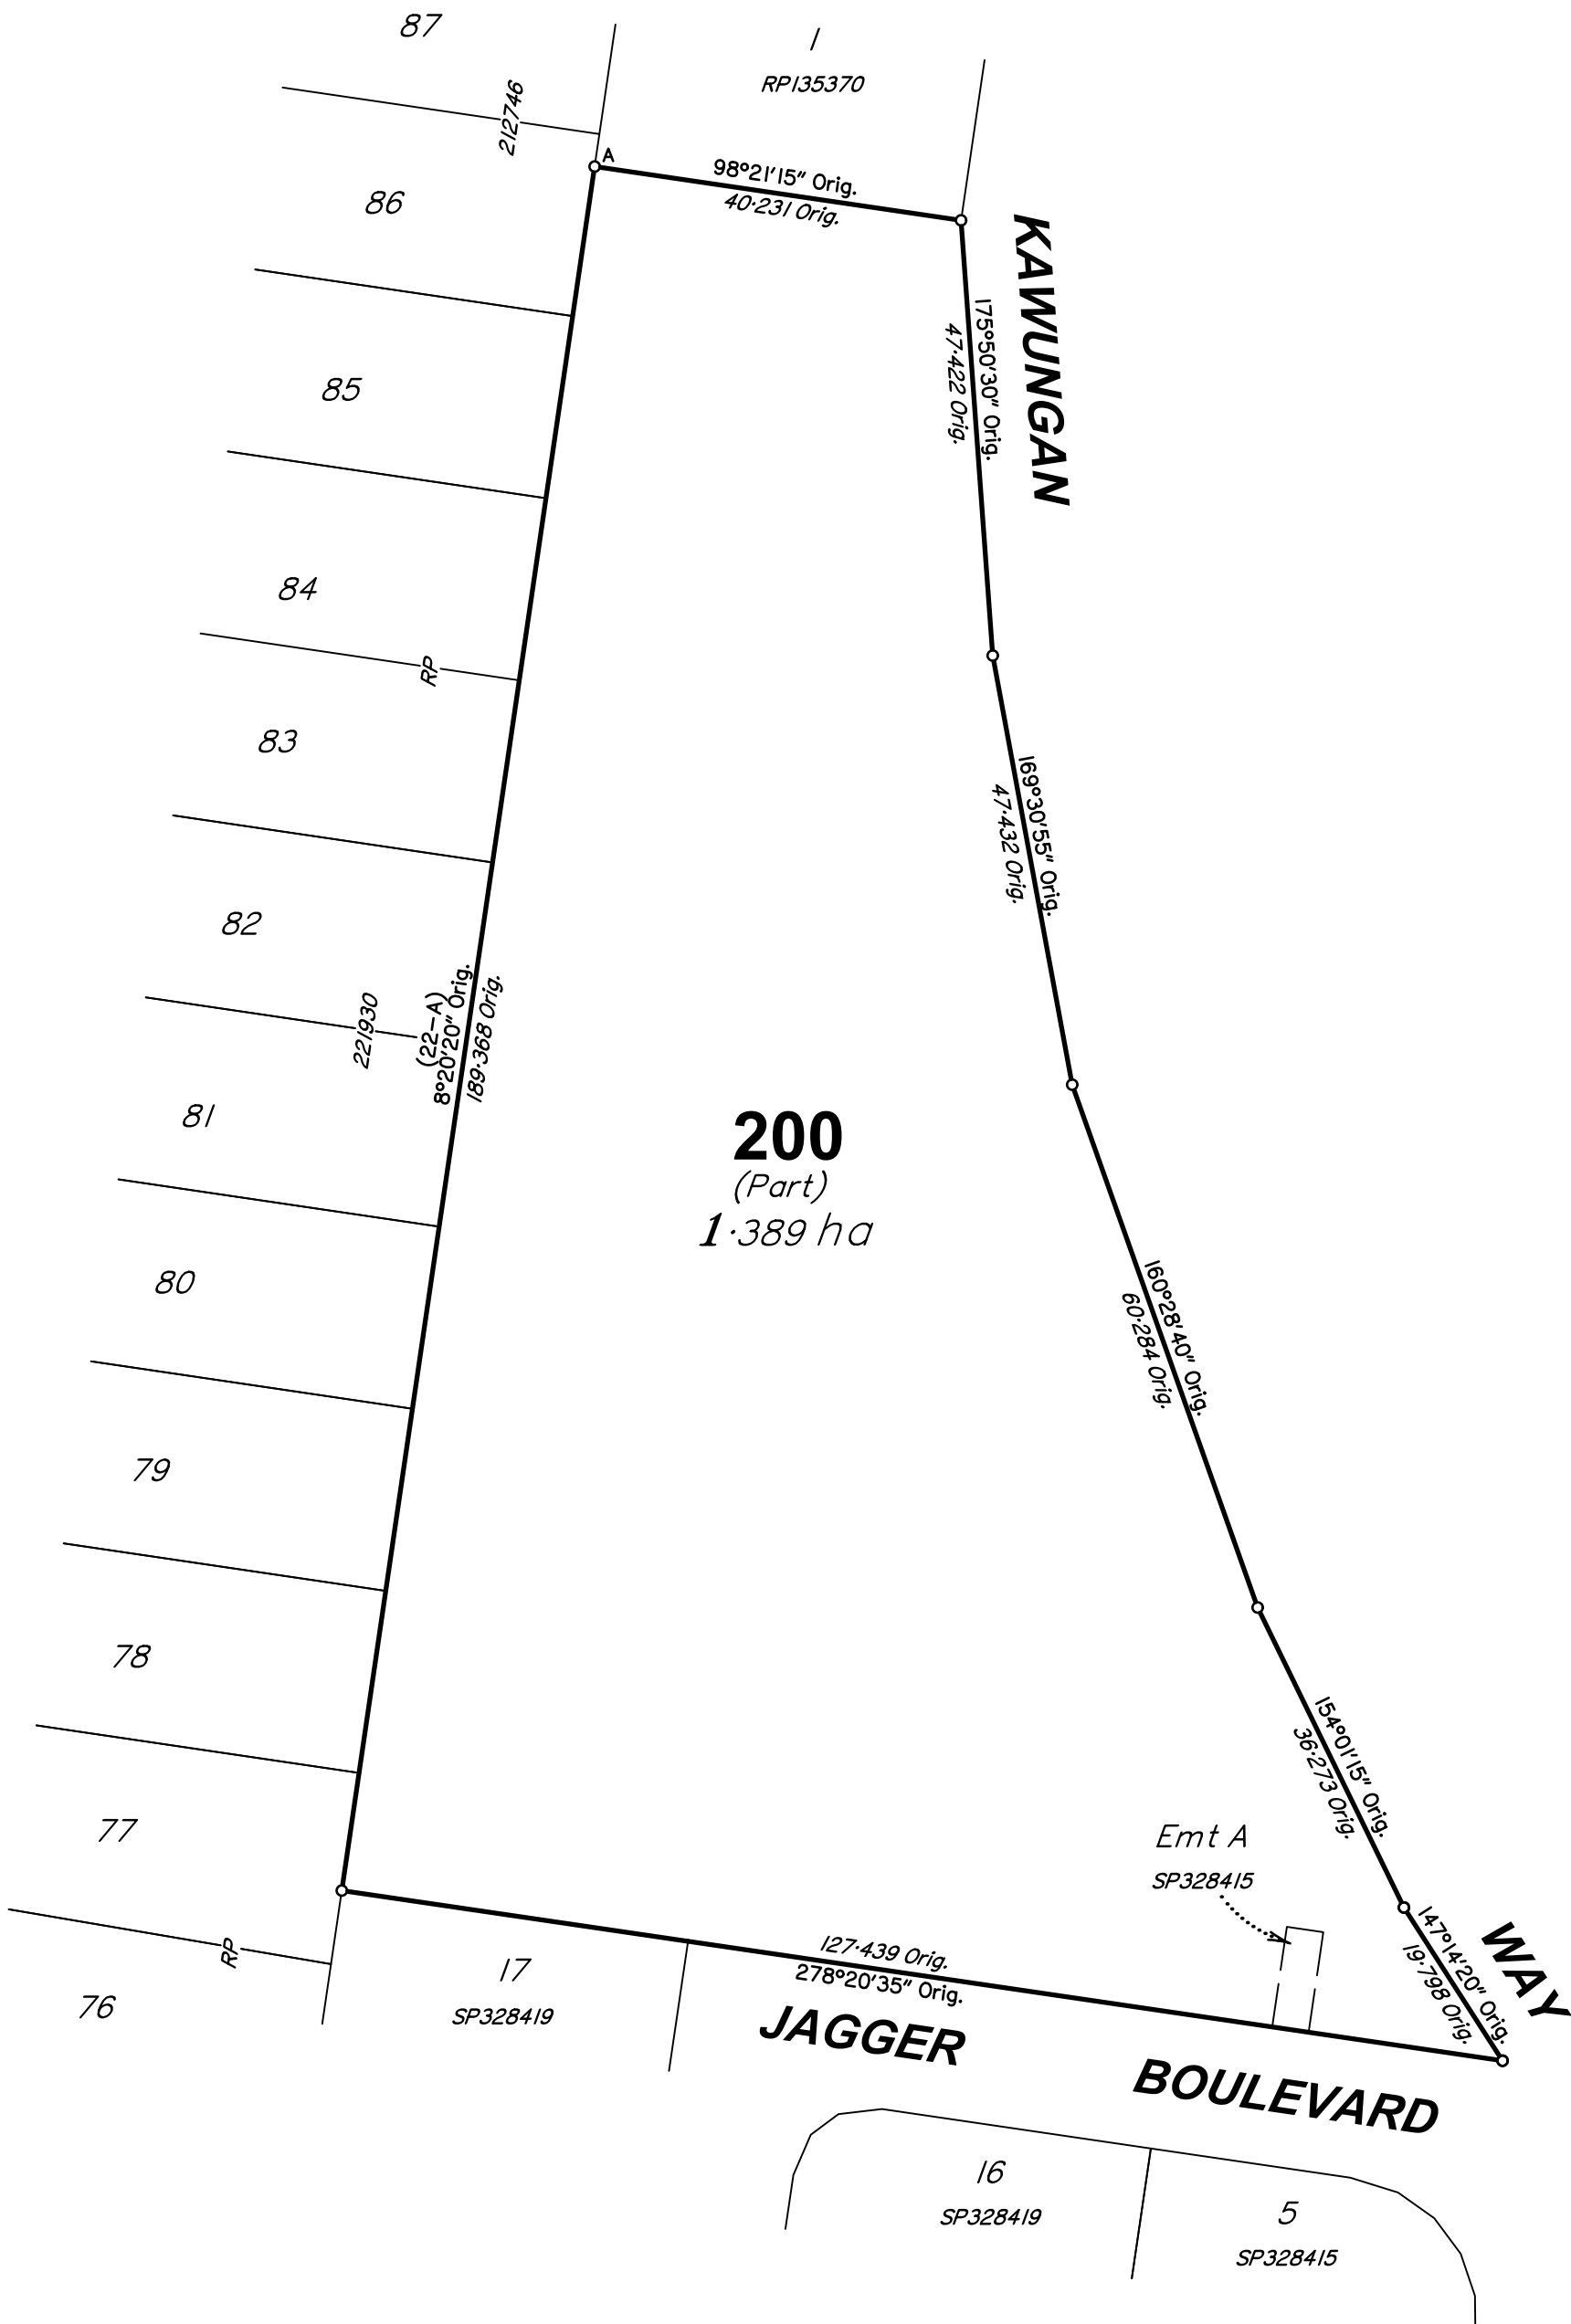 87
1
RP135370
212746
A
98°21'15" Orig.
40·231 Orig.
86
KAWUNGAN
175°50'30" Orig.
47·422 Orig.
85
84
RP
83
169°30'55" Orig.
47·432 Orig.
82
221930
(22-A)
8°20'20" Orig.
189·368 Orig.
81
200
(Part)
1·389 ha
80
160°28'40" Orig.
60·284 Orig.
79
78
154°01'15" Orig.
36·273 Orig.
77
Emt A
SP328415
147°14'20" Orig.
19·798 Orig.
WAY
RP
76
17
SP328419
127·439 Orig.
278°20'35" Orig.
JAGGER BOULEVARD
16
SP328419
5
SP328415